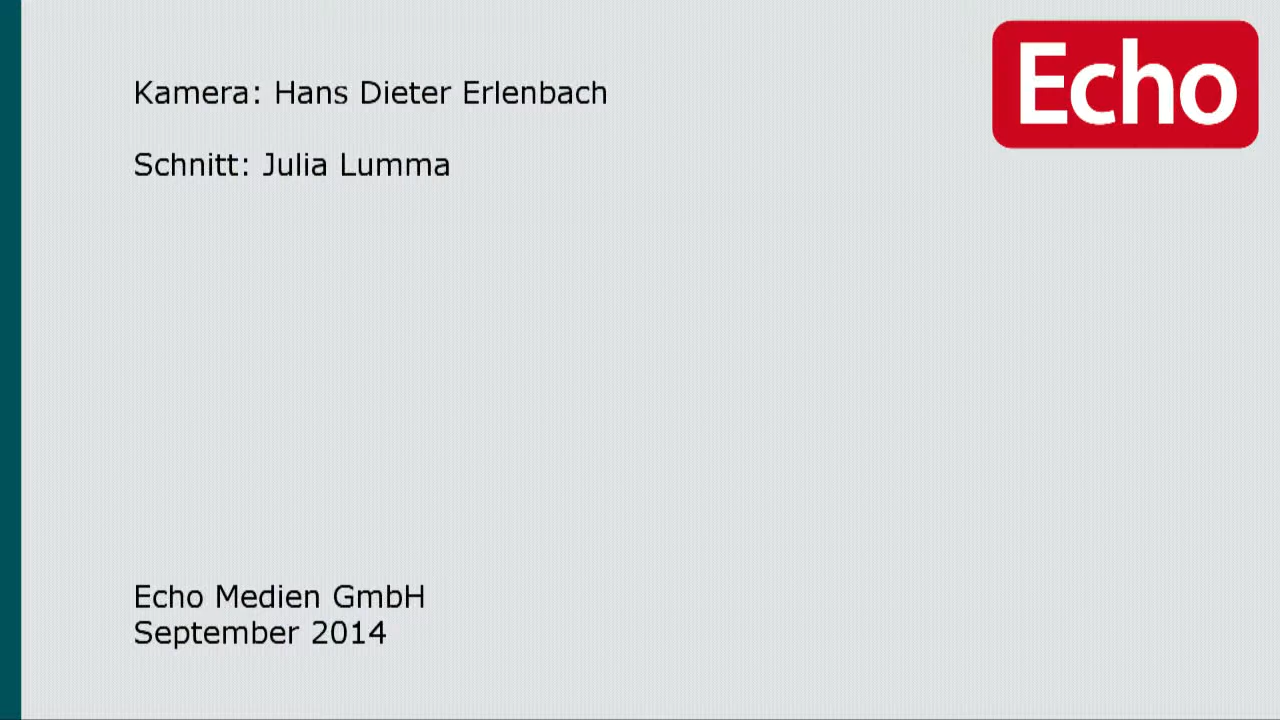 Echo
Kamera: Hans Dieter Erlenbach
Schnitt: Julia Lumma
Echo Medien GmbH
September 2014